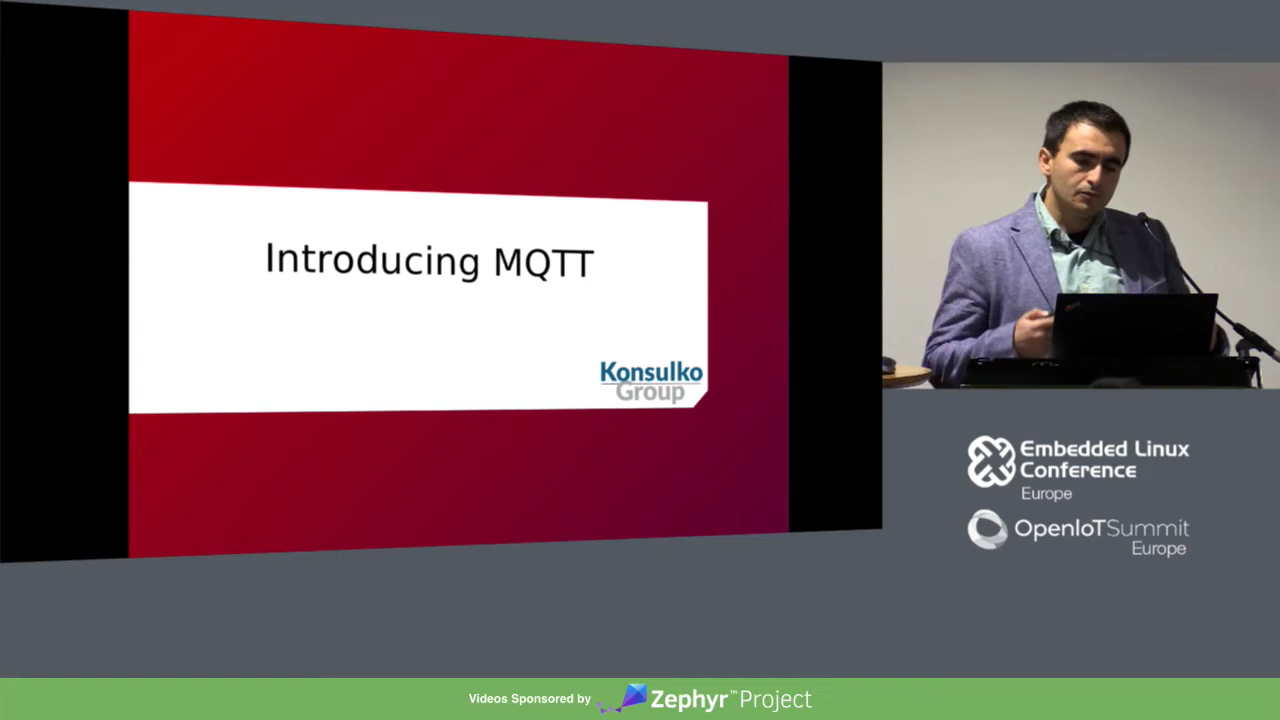 Introducing MQTT
Konsulko
Group
Embedded Linux
Conference
Europe
OpenIoTSummit
Europe
Videos Sponsored by Zephyr™Project